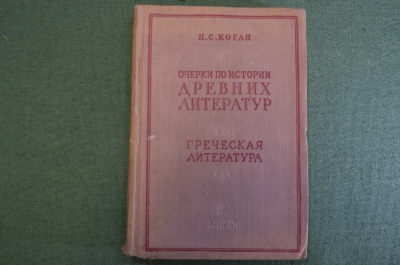 П. С. КОГАН
ОЧЕРКИ ПО ИСТОРИИ
ДРЕВНИХ
ЛИТЕРАТУР
ГРЕЧЕСКАЯ
ЛИТЕРАТУРА